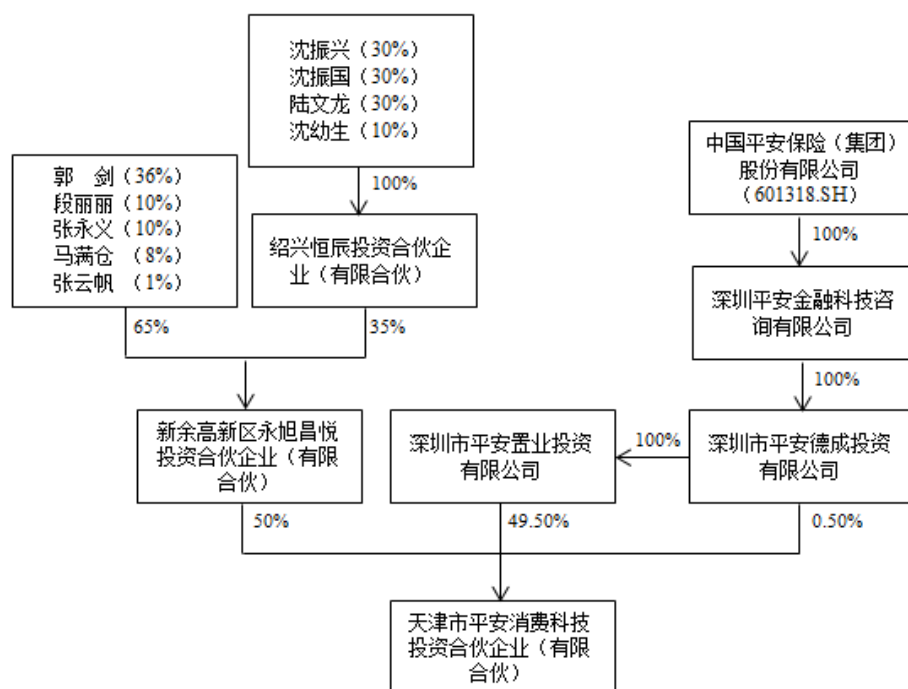 沈振兴（30%）
沈振国（30%）
陆文龙（30%）
沈幼生（10%）
郭　剑（36%）
段丽丽（10%）
张永义（10%）
马满仓（8%）
张云帆（1%）
中国平安保险（集团）
股份有限公司
（601318.SH）
100%
100%
绍兴恒辰投资合伙企
业（有限合伙）
深圳平安金融科技咨
询有限公司
65%
35%
100%
新余高新区永旭昌悦
投资合伙企业（有限
合伙）
深圳市平安置业投资
有限公司
100%
深圳市平安德成投资
有限公司
50%
49.50%
0.50%
天津市平安消费科技
投资合伙企业（有限
合伙）